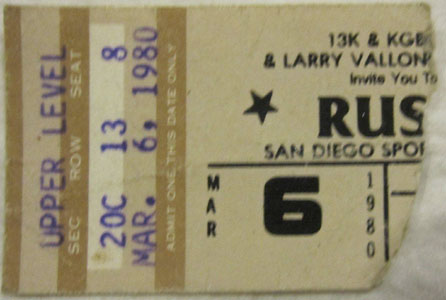 UPPER LEVEL
SEC ROW SEAT
20C 13 8
MAR. 6, 1980
ADMIT ONE THIS DATE ONLY
13K & KGB
& LARRY VALLON
Invite You To
★ RUS
SAN DIEGO SPOR
MAR 6 1980